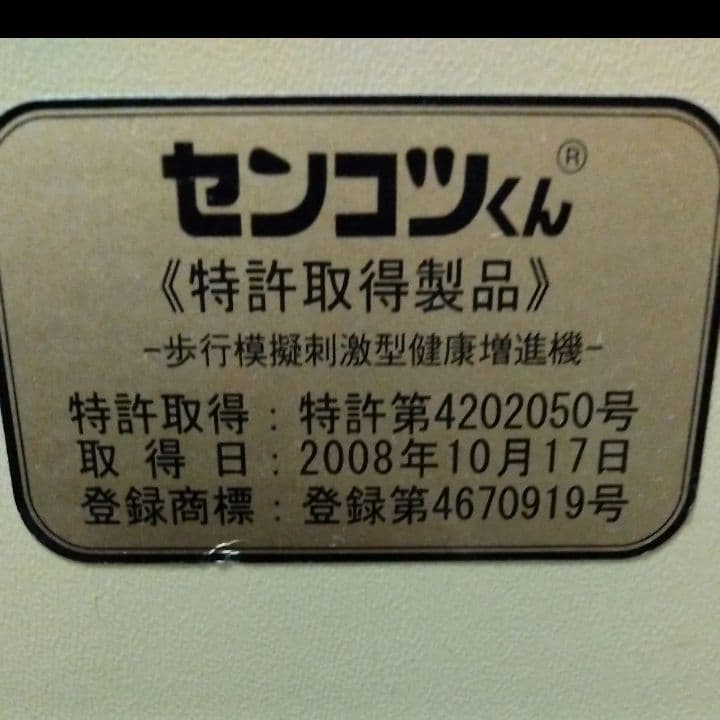 センコツくん®
《特許取得製品》
-歩行模擬刺激型健康増進機-
特許取得：特許第4202050号
取得日：2008年10月17日
登録商標：登録第4670919号